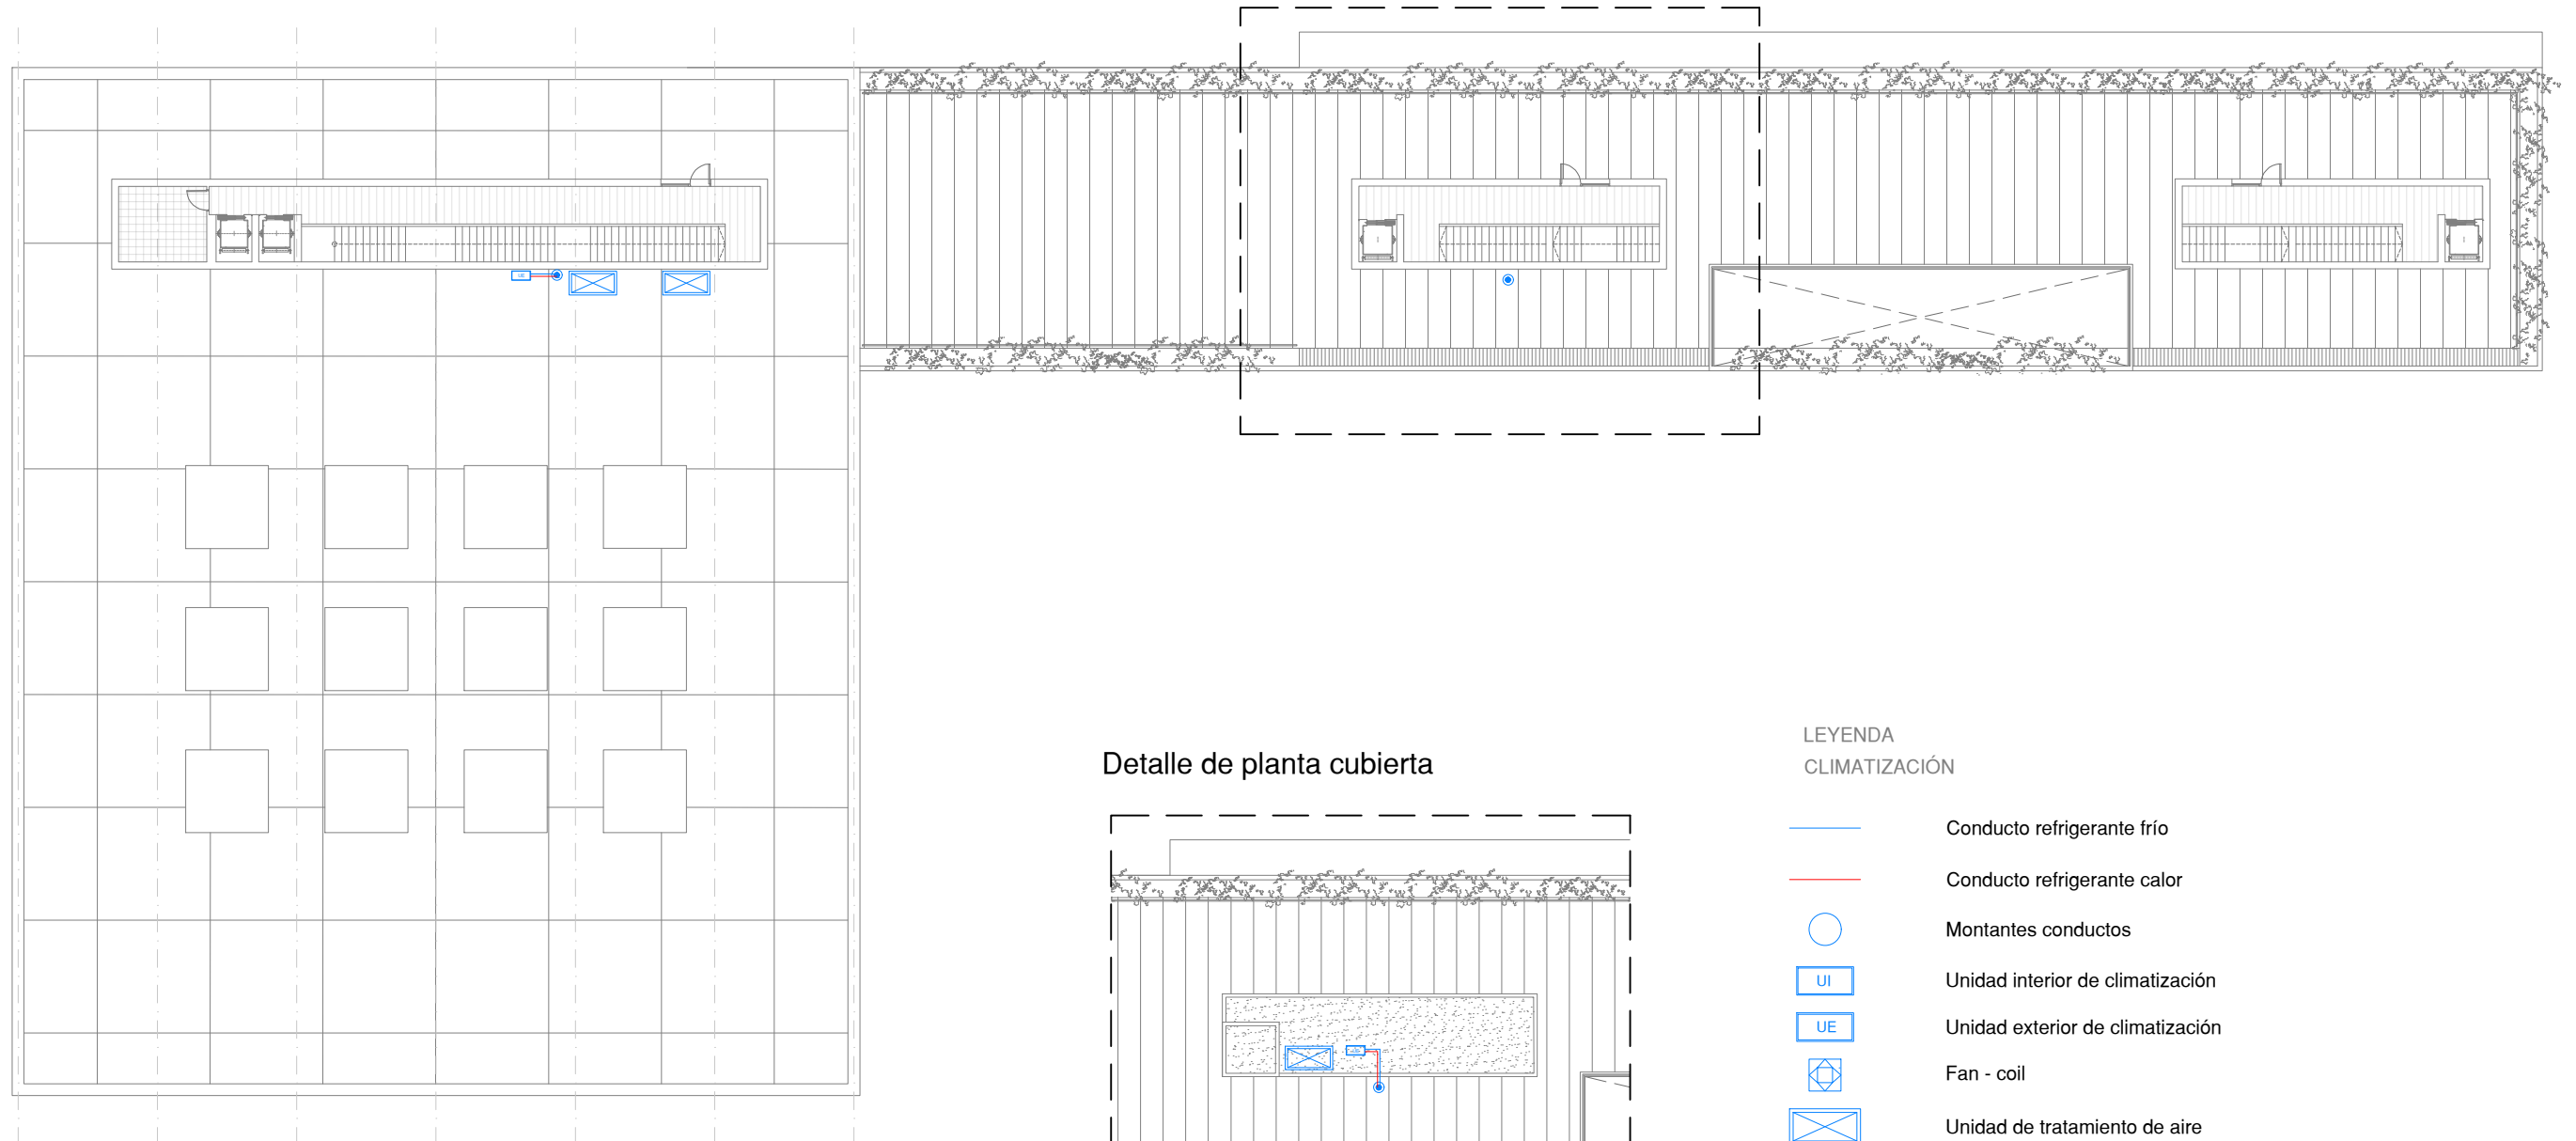 UE
Detalle de planta cubierta
LEYENDA
CLIMATIZACIÓN
Conducto refrigerante frío
Conducto refrigerante calor
Montantes conductos
UI Unidad interior de climatización
UE Unidad exterior de climatización
Fan - coil
Unidad de tratamiento de aire